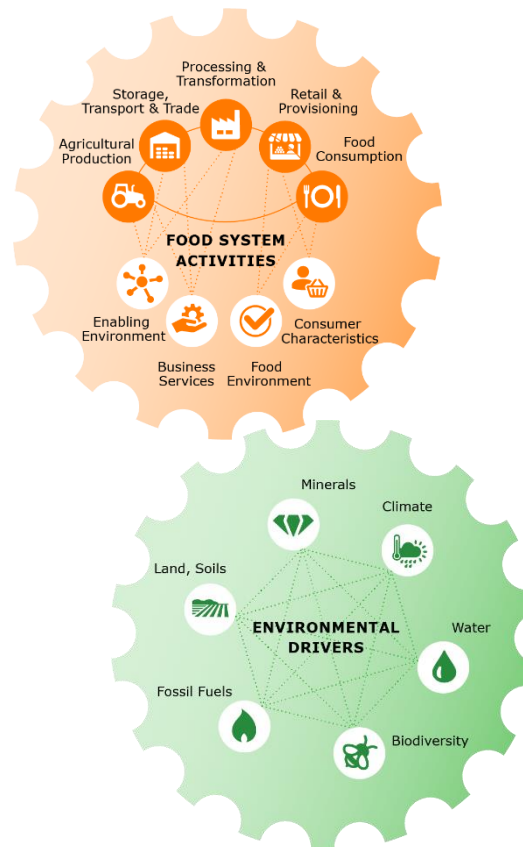 Processing &
Transformation
Storage,
Transport & Trade
Retail &
Provisioning
Agricultural
Production
Food
Consumption
FOOD SYSTEM
ACTIVITIES
Enabling
Environment
Business
Services
Food
Environment
Consumer
Characteristics
Minerals
Climate
Land, Soils
ENVIRONMENTAL
DRIVERS
Water
Fossil Fuels
Biodiversity